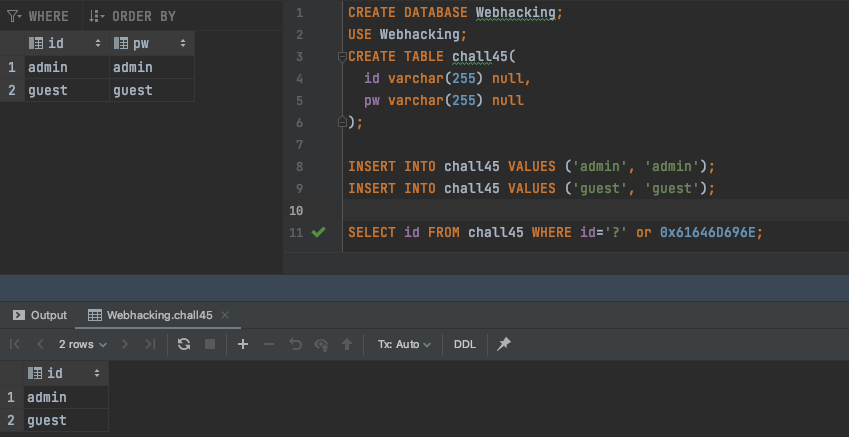 WHERE ORDER BY
id pw
1 admin admin
2 guest guest
1 CREATE DATABASE Webhacking;
2 USE Webhacking;
3 CREATE TABLE chall45(
4 id varchar(255) null,
5 pw varchar(255) null
6 );
7
8 INSERT INTO chall45 VALUES ('admin', 'admin');
9 INSERT INTO chall45 VALUES ('guest', 'guest');
10
11 SELECT id FROM chall45 WHERE id='?' or 0x61646D696E;
Output Webhacking.chall45
2 rows Tx: Auto DDL
id
1 admin
2 guest